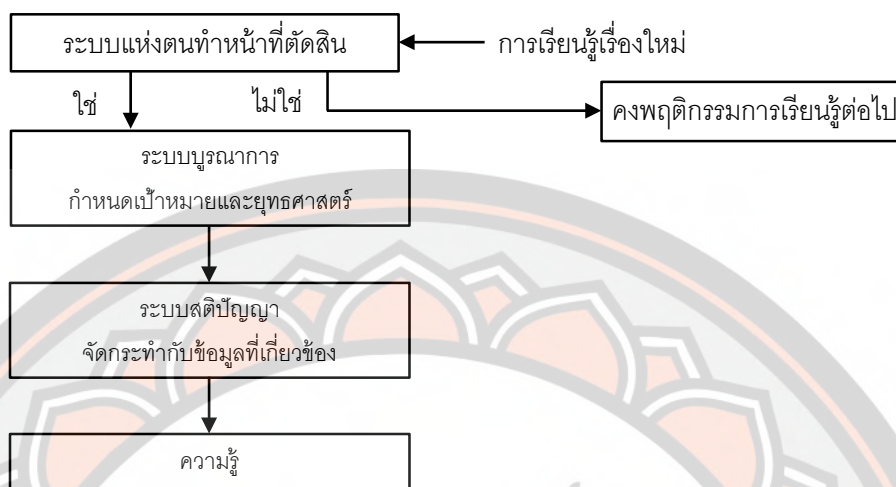 ระบบแห่งตนทำหน้าที่ตัดสิน
การเรียนรู้เรื่องใหม่
ใช่
ไม่ใช่
คงพฤติกรรมการเรียนรู้ต่อไป
ระบบบูรณาการ
กำหนดเป้าหมายและยุทธศาสตร์
ระบบสติปัญญา
จัดกระทำกับข้อมูลที่เกี่ยวข้อง
ความรู้